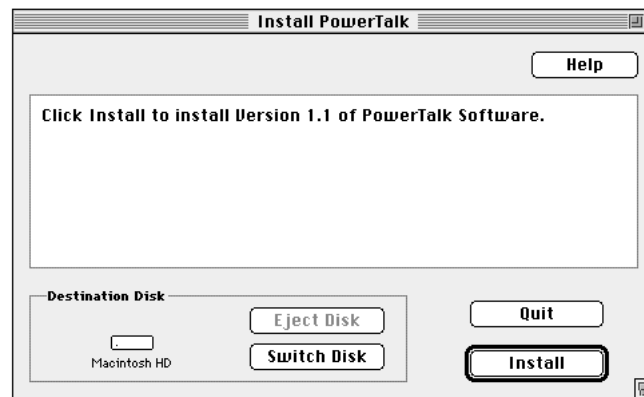 Install PowerTalk
Help
Click Install to install Version 1.1 of PowerTalk Software.
Destination Disk
Eject Disk
Quit
Macintosh HD
Switch Disk
Install